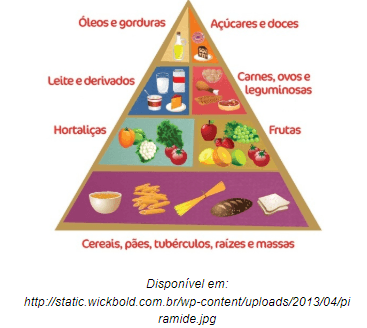 Óleos e gorduras
Açúcares e doces
Leite e derivados
Carnes, ovos e
leguminosas
Hortaliças
Frutas
Cereais, pães, tubérculos, raízes e massas
Disponível em:
http://static.wickbold.com.br/wp-content/uploads/2013/04/pi
ramide.jpg